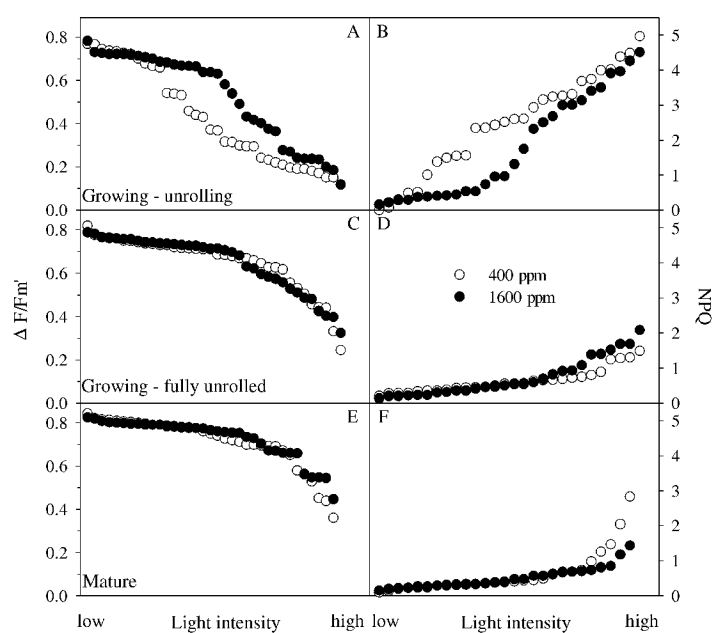 A
B
0.8
0.6
0.4
0.2
0.0
Growing - unrolling
5
4
3
2
1
0
C
D
0.8
0.6
0.4
0.2
0.0
Growing - fully unrolled
400 ppm
1600 ppm
5
4
3
2
1
0
Δ F/Fm'
NPQ
E
F
0.8
0.6
0.4
0.2
0.0
Mature
5
4
3
2
1
0
low Light intensity high
low Light intensity high